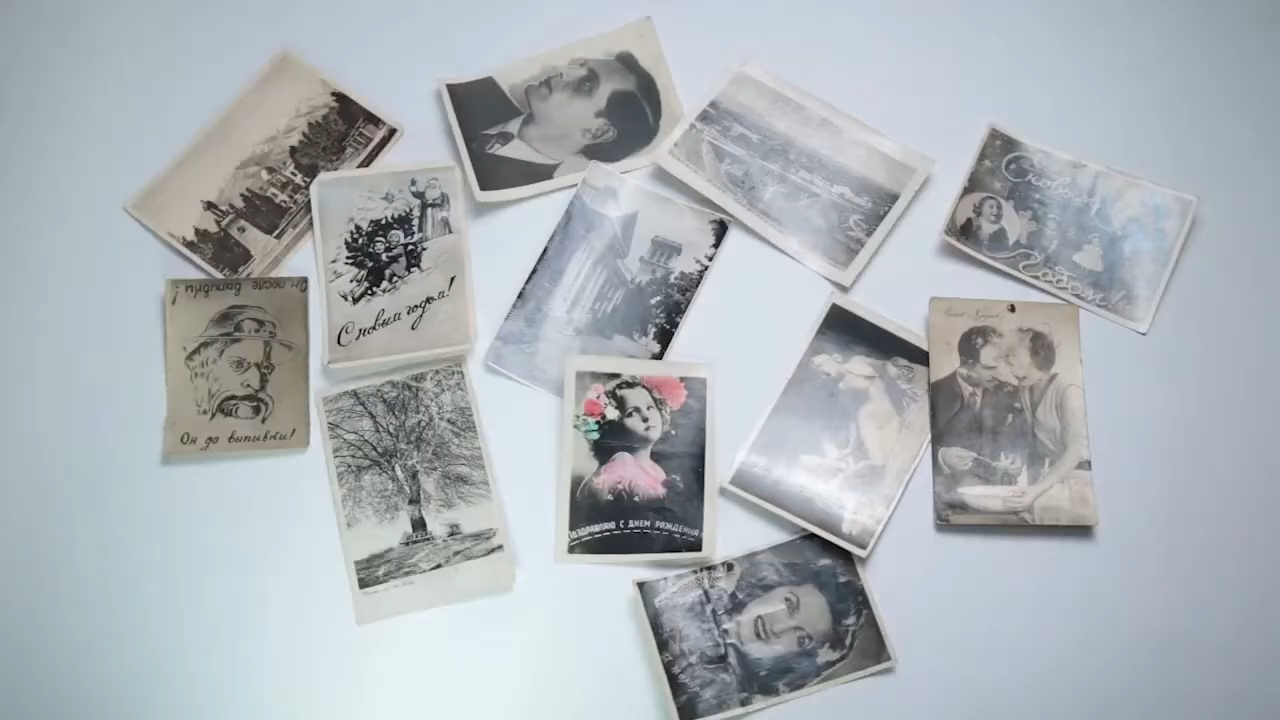 С новым
Годом!
С новым годом!
Он после выпивки!
Он до выпивки!
ПОЗДРАВЛЯЮ С ДНЕМ РОЖДЕНИЯ